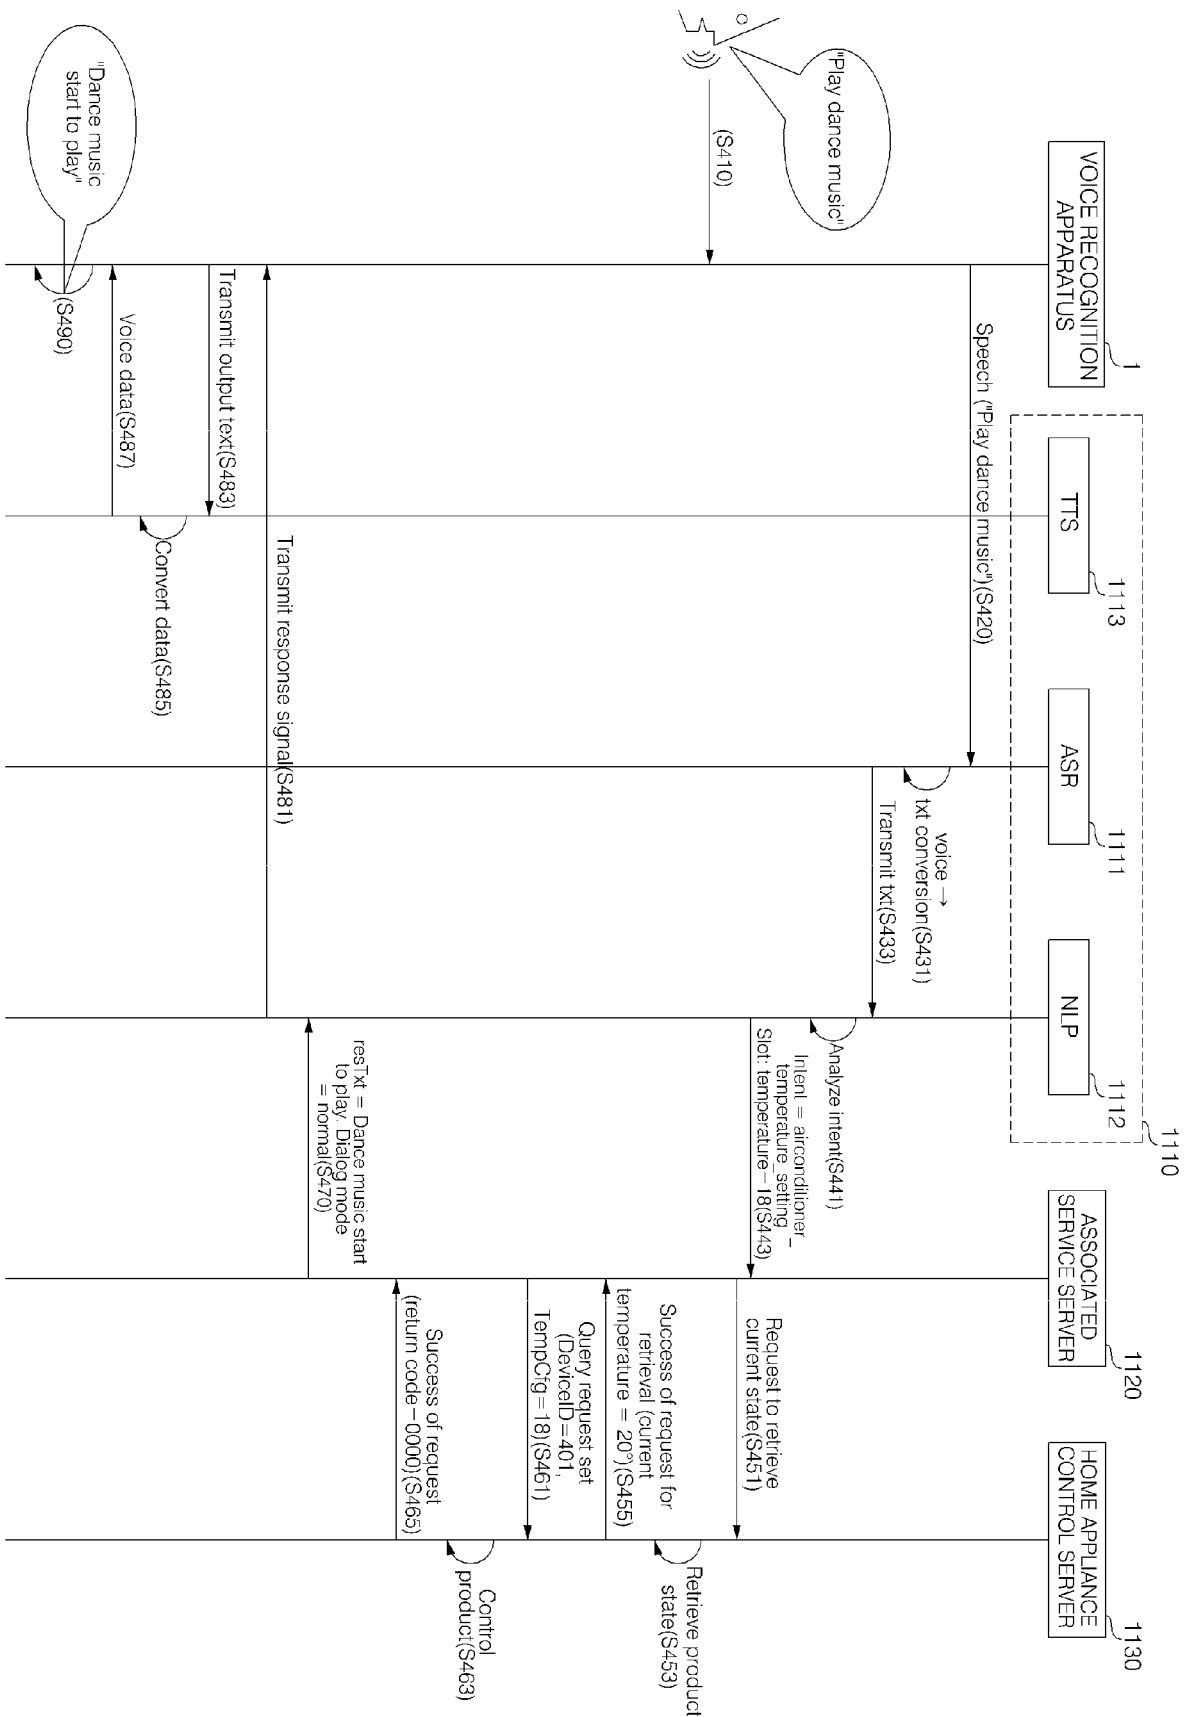 1
1110
1113
1111
1112
1120
1130
VOICE RECOGNITION
APPARATUS
TTS
ASR
NLP
ASSOCIATED
SERVICE SERVER
HOME APPLIANCE
CONTROL SERVER
"Play dance music"
(S410)
Speech ("Play dance music")(S420)
voice →
txt conversion(S431)
Transmit txt(S433)
Analyze intent(S441)
Intent = airconditioner_
temperature_setting
Slot: temperature-18(S443)
Request to retrieve
current state(S451)
Retrieve product
state(S453)
Success of request for
retrieval (current
temperature = 20°)(S455)
Query request set
(DeviceID=401,
TempCfg=18)(S461)
Control
product(S463)
Success of request
(return code-0000)(S465)
resTxt = Dance music start
to play. Dialog mode
= normal(S470)
Transmit response signal(S481)
Transmit output text(S483)
Convert data(S485)
Voice data(S487)
(S490)
"Dance music
start to play"